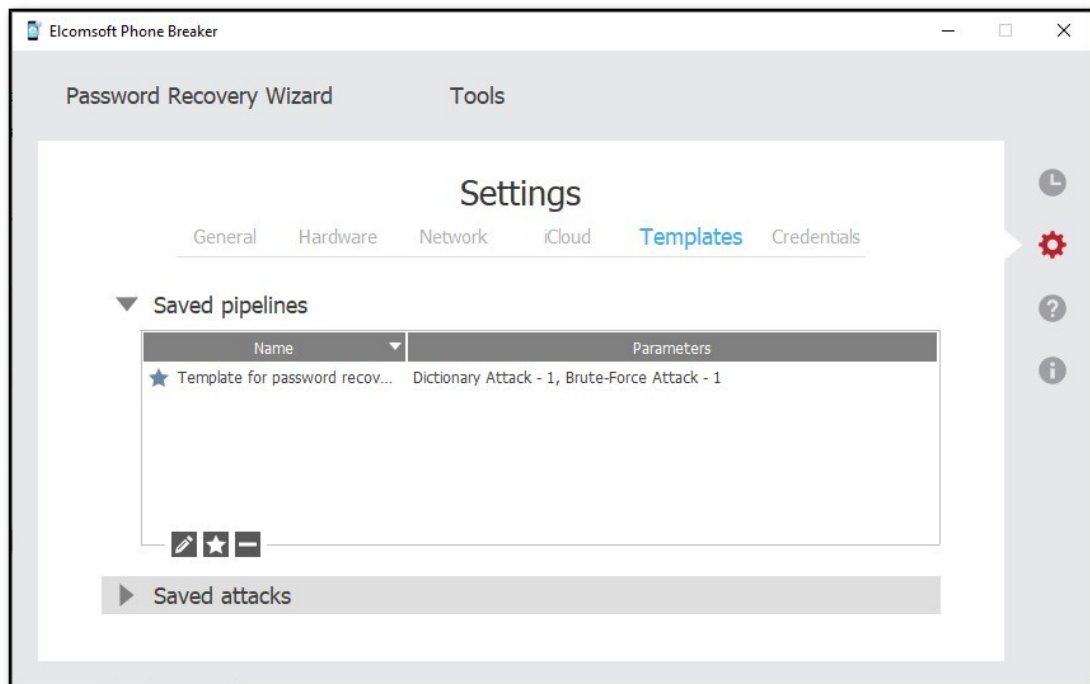 Elcomsoft Phone Breaker
Password Recovery Wizard Tools
Settings
General Hardware Network iCloud Templates Credentials
Saved pipelines
Name Parameters
Template for password recov... Dictionary Attack - 1, Brute-Force Attack - 1
Saved attacks